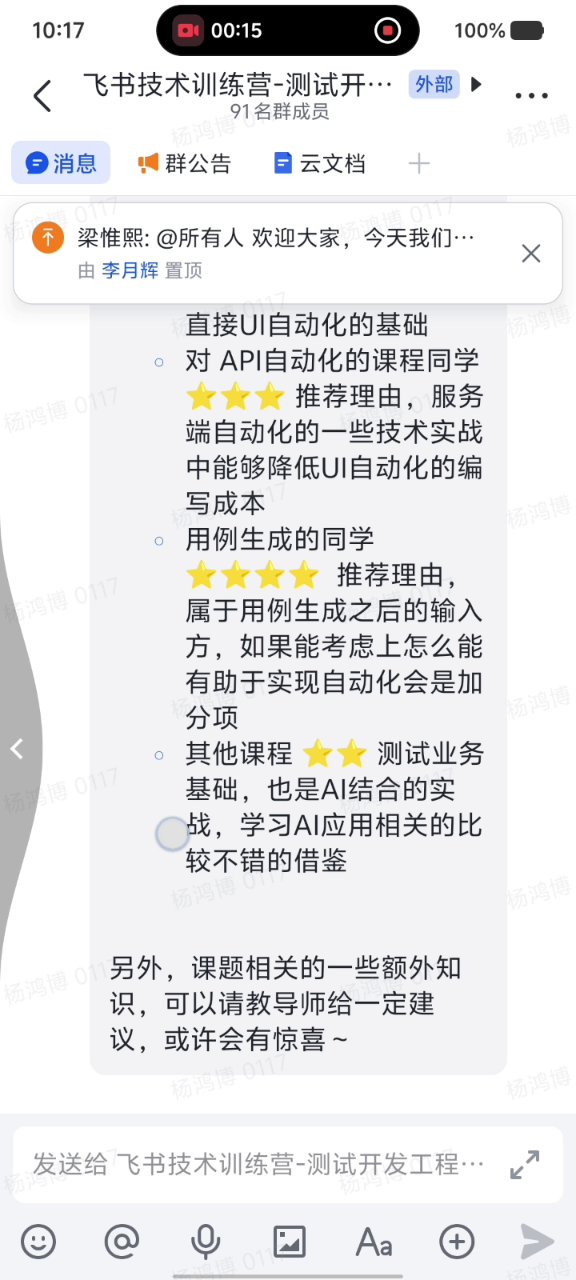 10:17
00:15
100%
飞书技术训练营-测试开⋯ 外部
91名群成员
消息 群公告 云文档
梁惟熙: @所有人 欢迎大家，今天我们⋯
由 李月辉 置顶
直接UI自动化的基础
对 API自动化的课程同学
⭐⭐⭐ 推荐理由，服务
端自动化的一些技术实战
中能够降低UI自动化的编
写成本
用例生成的同学
⭐⭐⭐⭐ 推荐理由，
属于用例生成之后的输入
方，如果能考虑上怎么能
有助于实现自动化会是加
分项
其他课程 ⭐⭐ 测试业务
基础，也是AI结合的实
战，学习AI应用相关的比
较不错的借鉴
另外，课题相关的一些额外知
识，可以请教导师给一定建
议，或许会有惊喜～
发送给 飞书技术训练营-测试开发工程⋯
Aa
杨鸿博 0117